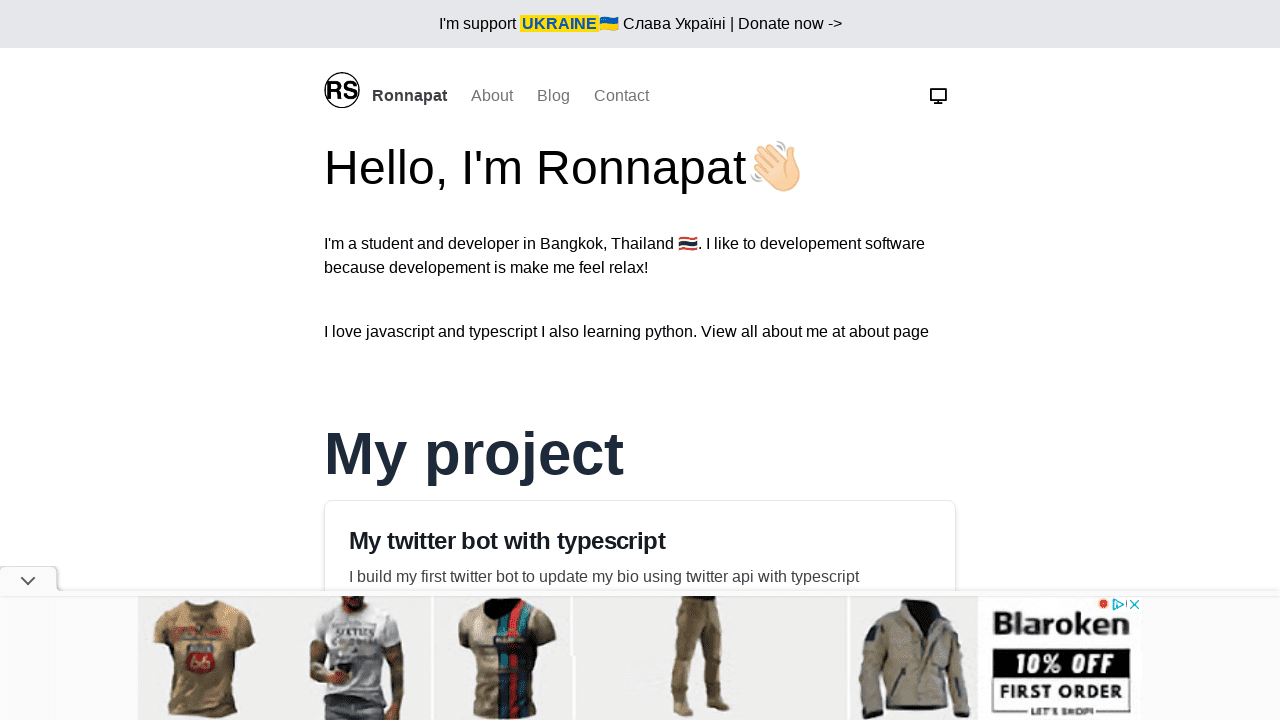 I'm support UKRAINE🇺🇦 Слава Україні | Donate now ->
RS Ronnapat About Blog Contact
Hello, I'm Ronnapat👋🏻
I'm a student and developer in Bangkok, Thailand 🇹🇭. I like to developement software
because developement is make me feel relax!
I love javascript and typescript I also learning python. View all about me at about page
My project
My twitter bot with typescript
I build my first twitter bot to update my bio using twitter api with typescript
Blaroken
10% OFF
FIRST ORDER
LET'S SHOP!